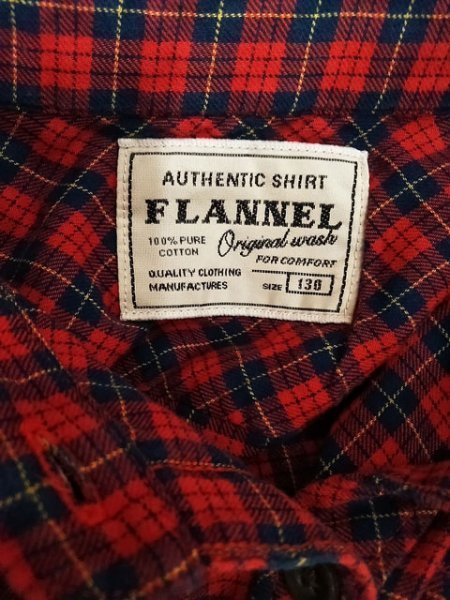 AUTHENTIC SHIRT
FLANNEL
100% PURE
COTTON
Original wash
FOR COMFORT
QUALITY CLOTHING
MANUFACTURES
SIZE 130